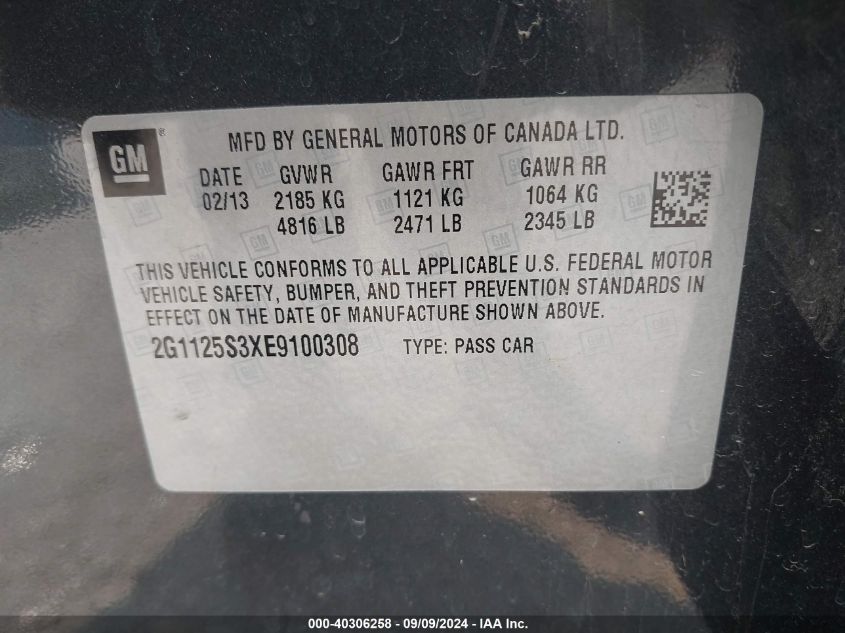 GM ®
MFD BY GENERAL MOTORS OF CANADA LTD.
DATE GVWR GAWR FRT GAWR RR
02/13 2185 KG 1121 KG 1064 KG
4816 LB 2471 LB 2345 LB
THIS VEHICLE CONFORMS TO ALL APPLICABLE U.S. FEDERAL MOTOR
VEHICLE SAFETY, BUMPER, AND THEFT PREVENTION STANDARDS IN
EFFECT ON THE DATE OF MANUFACTURE SHOWN ABOVE.
2G1125S3XE9100308 TYPE: PASS CAR
000-40306258 - 09/09/2024 - IAA Inc.